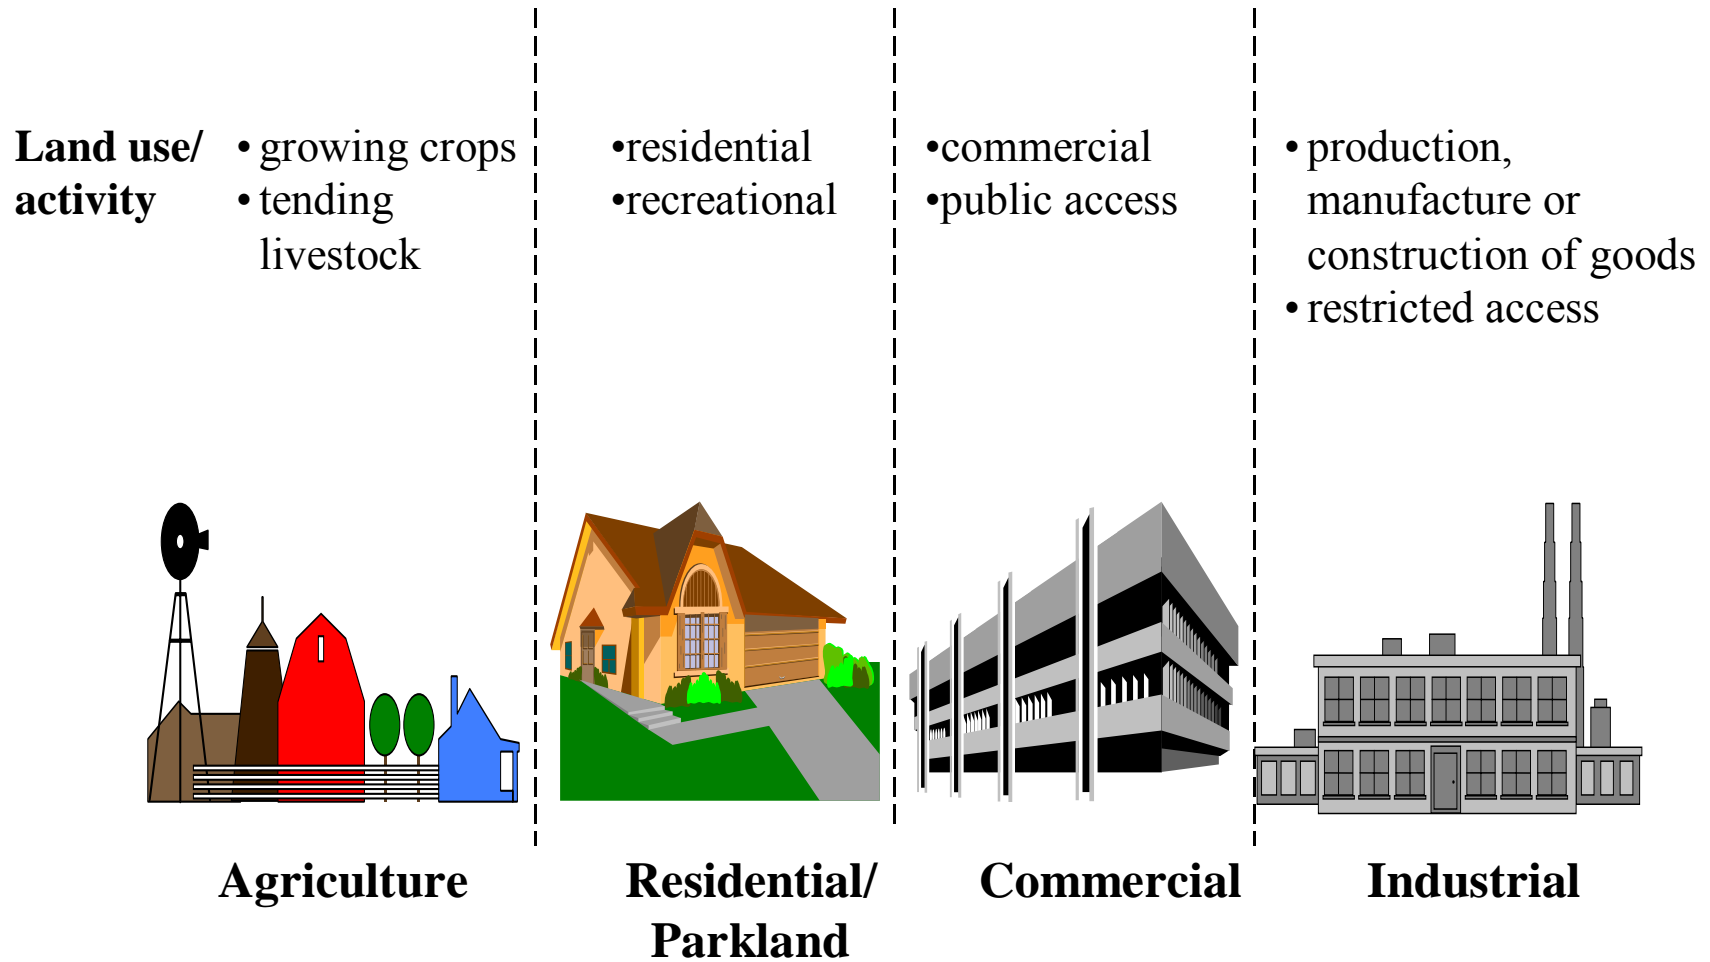 Land use/
activity
• growing crops
• tending
livestock
•residential
•recreational
•commercial
•public access
• production,
manufacture or
construction of goods
• restricted access
Agriculture
Residential/
Parkland
Commercial
Industrial